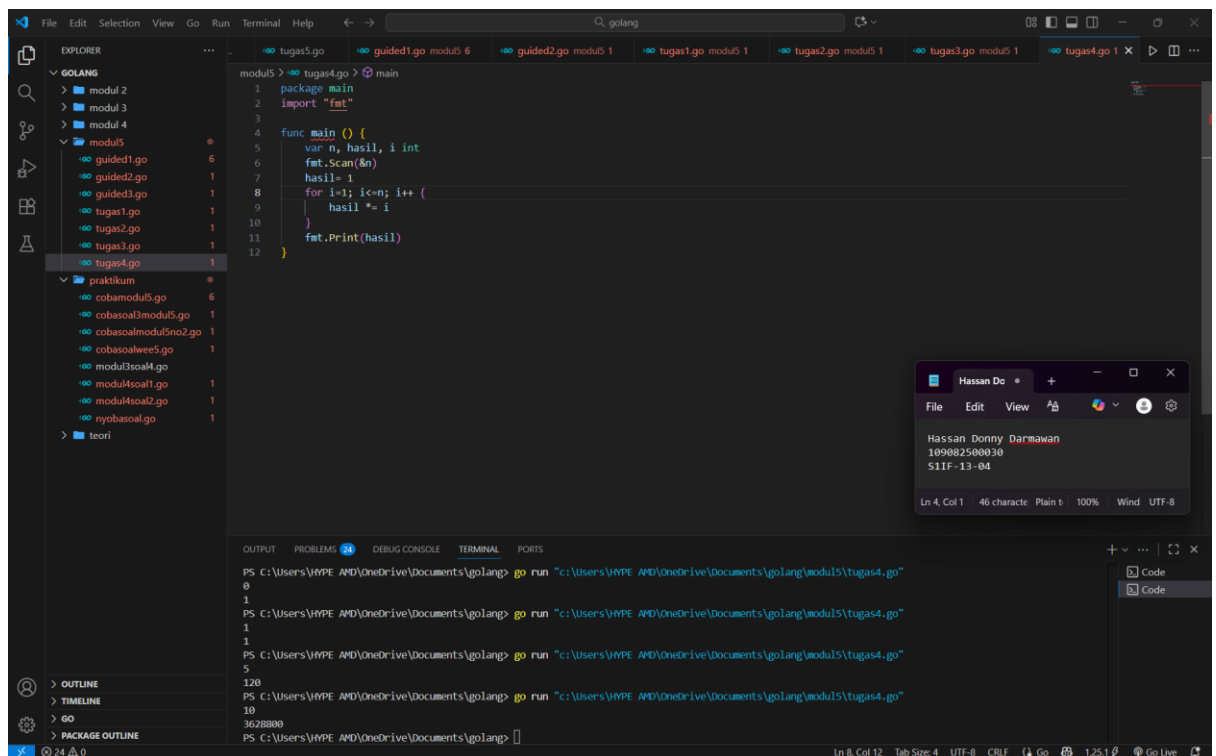 File Edit Selection View Go Run Terminal Help
golang
EXPLORER
GOLANG
modul 2
modul 3
modul 4
modul5
guided1.go 6
guided2.go 1
guided3.go 1
tugas1.go 1
tugas2.go 1
tugas3.go 1
tugas4.go 1
praktikum
cobamodul5.go 6
cobasoal3modul5.go 1
cobasoalmodul5no2.go 1
cobasoalwee5.go 1
modul3soal4.go
modul4soal1.go 1
modul4soal2.go 1
nyobasoal.go 1
teori
OUTLINE
TIMELINE
GO
PACKAGE OUTLINE
tugas5.go guided1.go modul5 6 guided2.go modul5 1 tugas1.go modul5 1 tugas2.go modul5 1 tugas3.go modul5 1 tugas4.go 1
modul5 > tugas4.go > main
1 package main
2 import "fmt"
3
4 func main () {
5 var n, hasil, i int
6 fmt.Scan(&n)
7 hasil= 1
8 for i=1; i<=n; i++ {
9 hasil *= i
10 }
11 fmt.Print(hasil)
12 }
Hassan Do
File Edit View
Hassan Donny Darmawan
109082500030
S1IF-13-04
Ln 4, Col 1 46 characte Plain t 100% Wind UTF-8
OUTPUT PROBLEMS 24 DEBUG CONSOLE TERMINAL PORTS
PS C:\Users\HYPE AMD\OneDrive\Documents\golang> go run "c:\Users\HYPE AMD\OneDrive\Documents\golang\modul5\tugas4.go"
0
1
PS C:\Users\HYPE AMD\OneDrive\Documents\golang> go run "c:\Users\HYPE AMD\OneDrive\Documents\golang\modul5\tugas4.go"
1
1
PS C:\Users\HYPE AMD\OneDrive\Documents\golang> go run "c:\Users\HYPE AMD\OneDrive\Documents\golang\modul5\tugas4.go"
5
120
PS C:\Users\HYPE AMD\OneDrive\Documents\golang> go run "c:\Users\HYPE AMD\OneDrive\Documents\golang\modul5\tugas4.go"
10
3628800
PS C:\Users\HYPE AMD\OneDrive\Documents\golang>
Code
Code
24 0 Ln 8, Col 12 Tab Size: 4 UTF-8 CRLF Go 1.25.1 Go Live